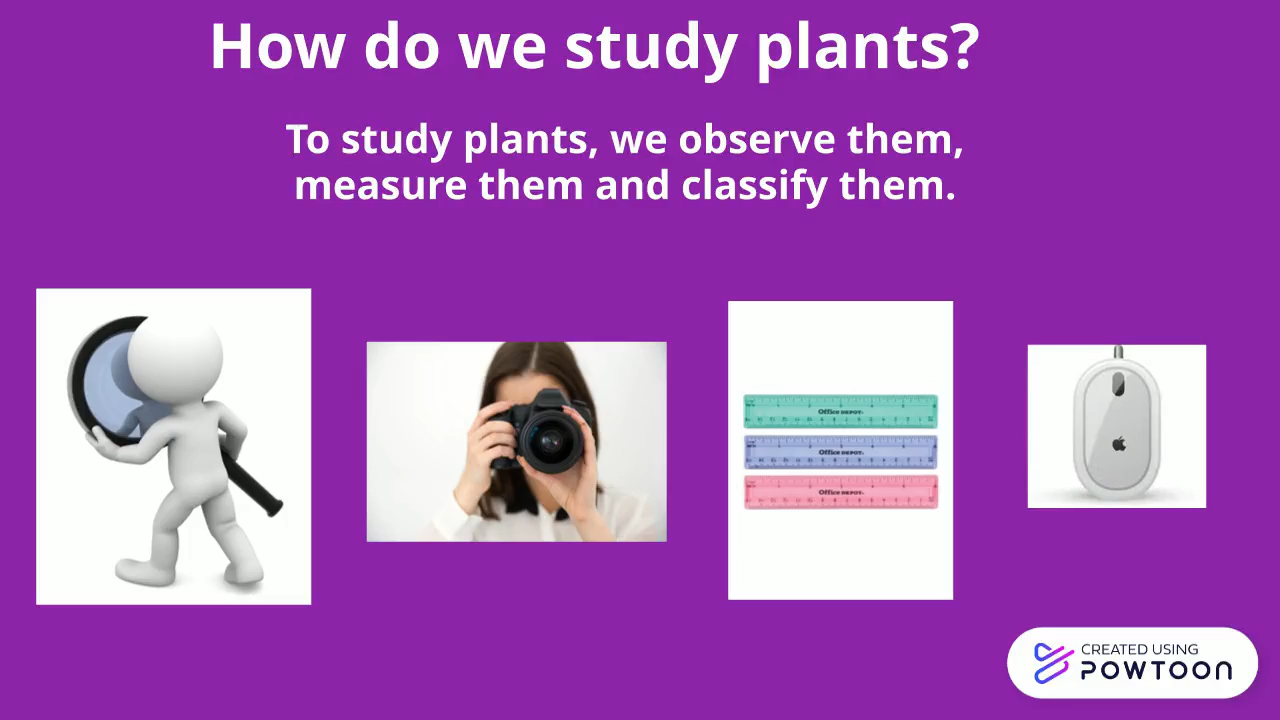 How do we study plants?
To study plants, we observe them,
measure them and classify them.
Office DEPOT.
Office DEPOT.
Office DEPOT.
CREATED USING
POWTOON